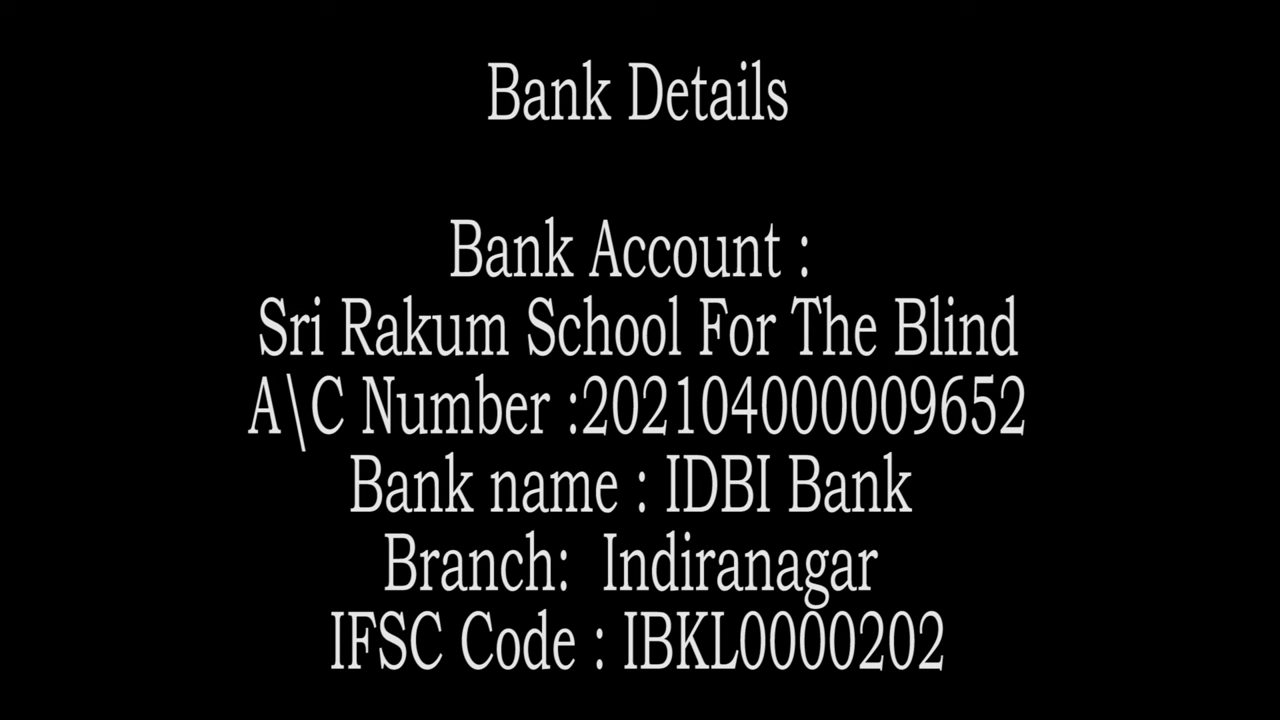 Bank Details
Bank Account :
Sri Rakum School For The Blind
A\C Number :202104000009652
Bank name : IDBI Bank
Branch:  Indiranagar
IFSC Code : IBKL0000202